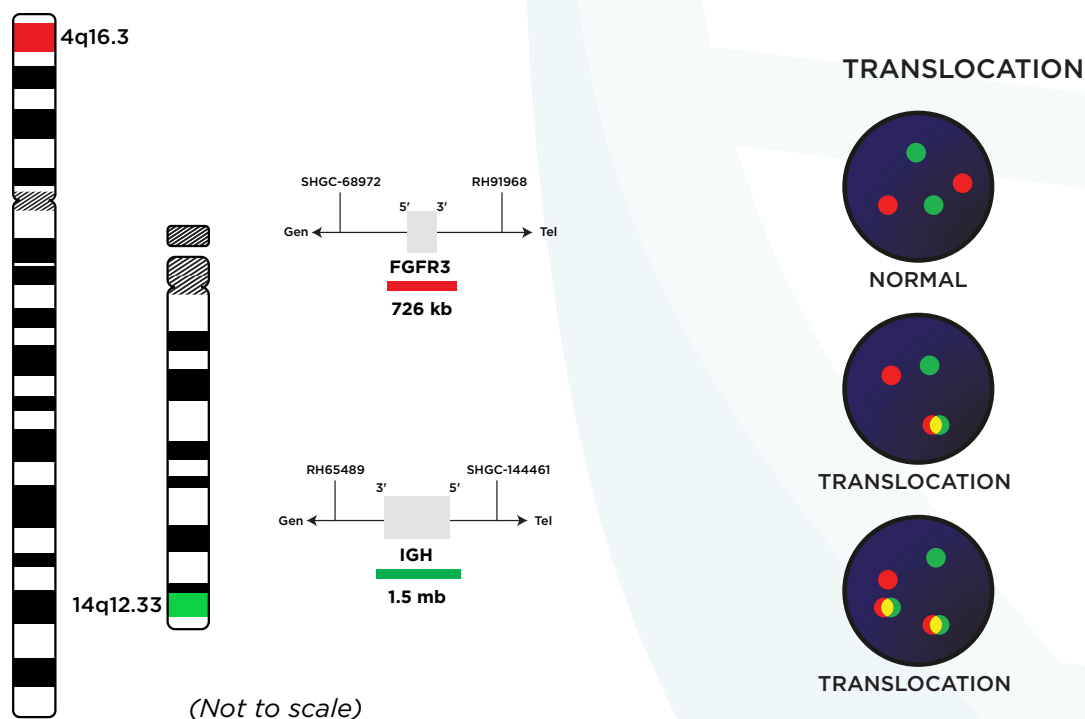 4q16.3
14q12.33
(Not to scale)
SHGC-68972
RH91968
5'
3'
Gen
Tel
FGFR3
726 kb
RH65489
SHGC-144461
3'
5'
Gen
Tel
IGH
1.5 mb
TRANSLOCATION
NORMAL
TRANSLOCATION
TRANSLOCATION